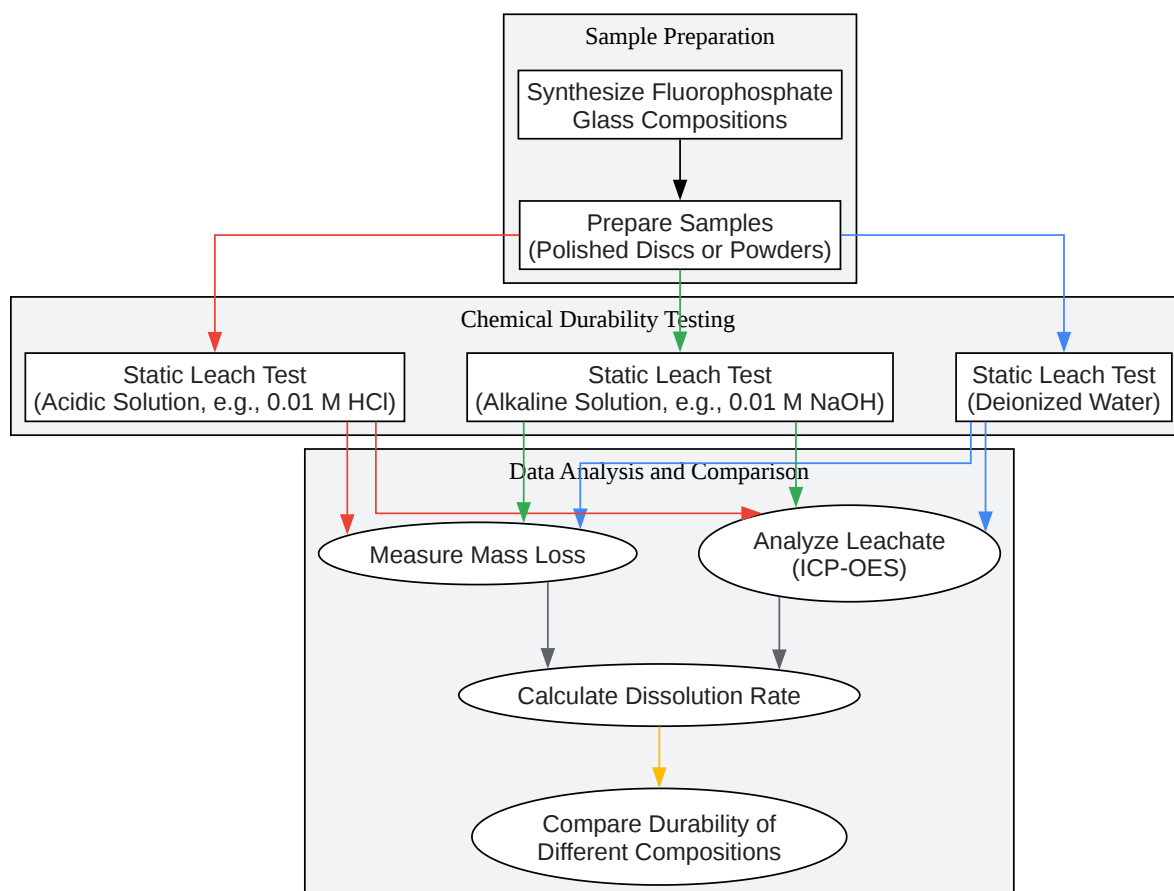 Sample Preparation
Synthesize Fluorophosphate
Glass Compositions
Prepare Samples
(Polished Discs or Powders)
Chemical Durability Testing
Static Leach Test
(Acidic Solution, e.g., 0.01 M HCl)
Static Leach Test
(Alkaline Solution, e.g., 0.01 M NaOH)
Static Leach Test
(Deionized Water)
Data Analysis and Comparison
Measure Mass Loss
Analyze Leachate
(ICP-OES)
Calculate Dissolution Rate
Compare Durability of
Different Compositions